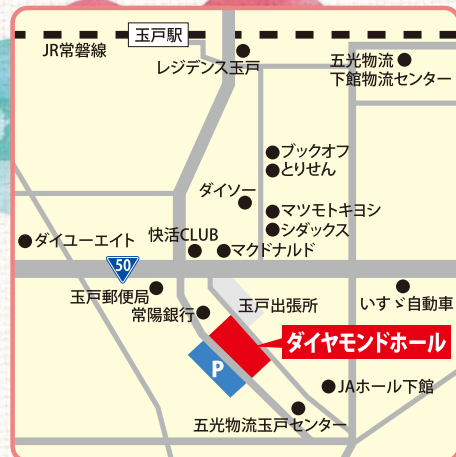 玉戸駅
JR常磐線
レジデンス玉戸
五光物流
下館物流センター
ブックオフ
とりせん
ダイソー
マツモトキヨシ
シダックス
快活CLUB
マクドナルド
ダイユーエイト
50
玉戸郵便局
玉戸出張所
いすゞ自動車
常陽銀行
ダイヤモンドホール
P
JAホール下館
五光物流玉戸センター